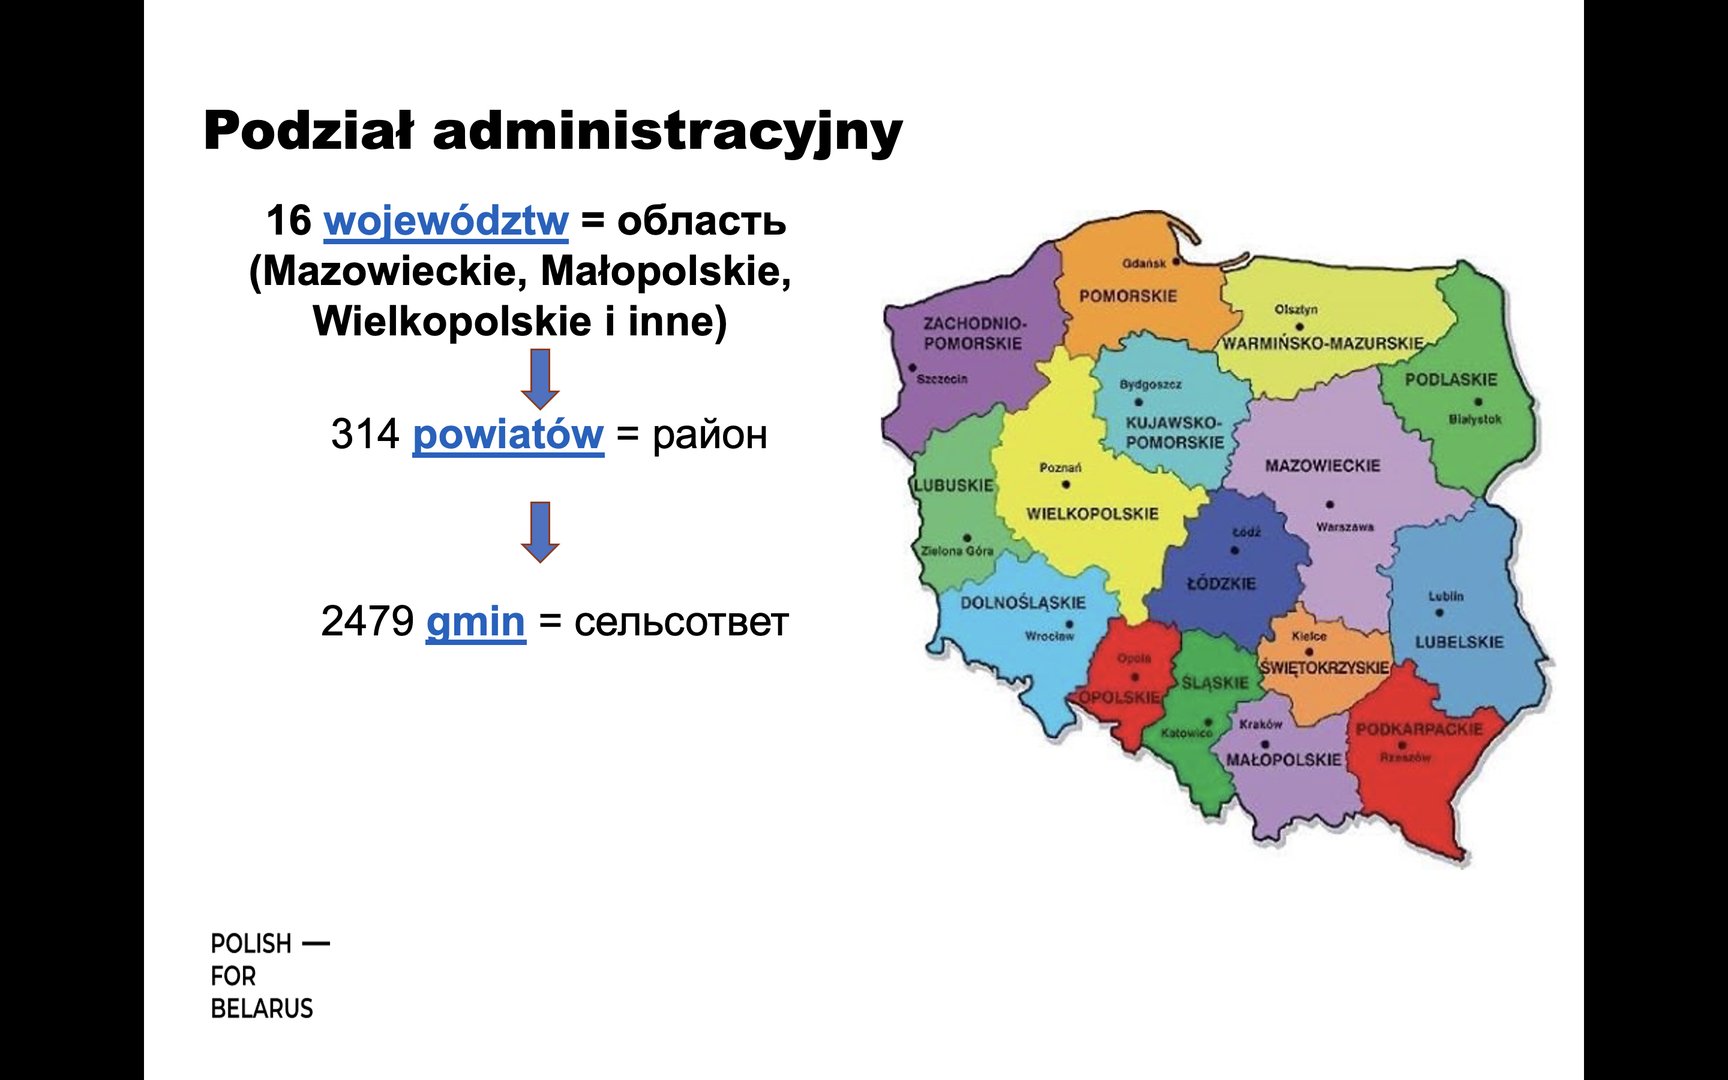 Podział administracyjny
16 województw = область
(Mazowieckie, Małopolskie,
Wielkopolskie i inne)
314 powiatów = район
2479 gmin = сельсответ
POLISH —
FOR
BELARUS
Gdańsk
POMORSKIE
ZACHODNIO-
POMORSKIE
Szczecin
Olsztyn
WARMIŃSKO-MAZURSKIE
PODLASKIE
Białystok
Bydgoszcz
KUJAWSKO-
POMORSKIE
LUBUSKIE
Zielona Góra
Poznań
WIELKOPOLSKIE
MAZOWIECKIE
Warszawa
Łódź
ŁÓDZKIE
DOLNOŚLĄSKIE
Wrocław
Lublin
LUBELSKIE
Opole
OPOLSKIE
ŚLĄSKIE
Katowice
Kielce
ŚWIĘTOKRZYSKIE
Kraków
MAŁOPOLSKIE
PODKARPACKIE
Rzeszów